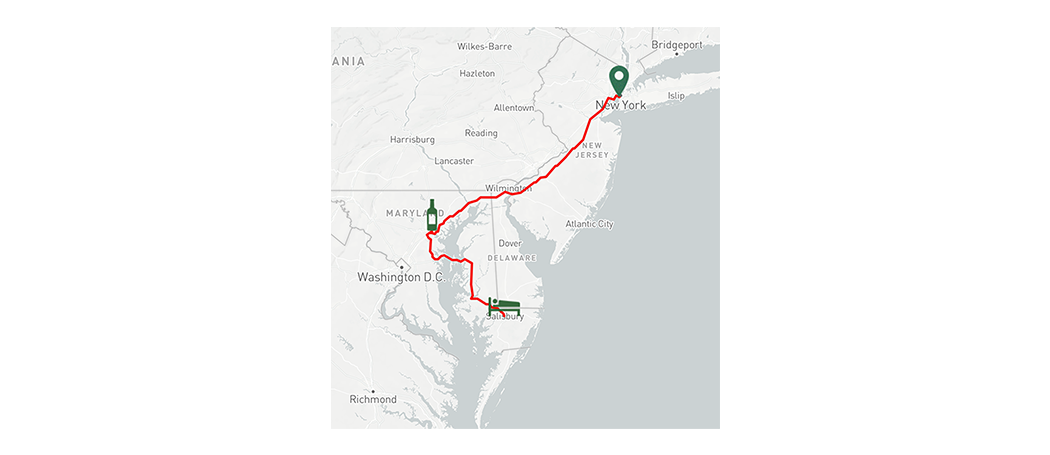 Bridgeport
Wilkes-Barre
ANIA
Hazleton
Islip
New York
Allentown
Reading
Harrisburg
NEW
JERSEY
Lancaster
Wilmington
MARYLAND
Atlantic City
Dover
DELAWARE
Washington D.C.
Salisbury
Richmond